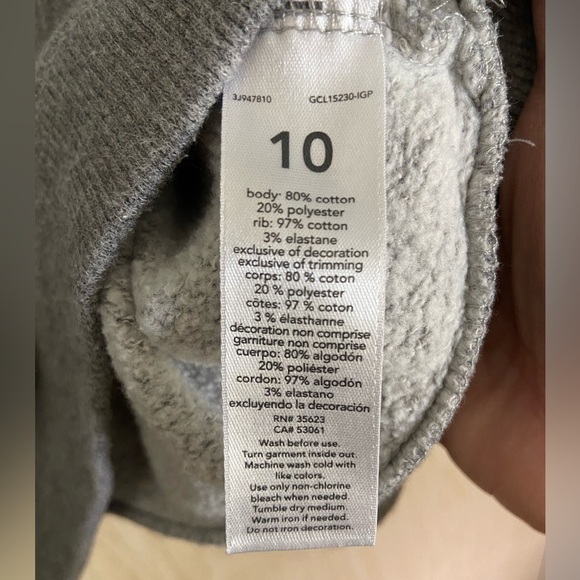 3J947810 GCL15230-IGP
10
body: 80% cotton
20% polyester
rib: 97% cotton
3% elastane
exclusive of decoration
exclusive of trimming
corps: 80 % coton
20 % polyester
côtes: 97 % coton
3 % élasthanne
décoration non comprise
garniture non comprise
cuerpo: 80% algodón
20% poliéster
cordon: 97% algodón
3% elastano
excluyendo la decoración
RN# 35623
CA# 53061
Wash before use.
Turn garment inside out.
Machine wash cold with
like colors.
Use only non-chlorine
bleach when needed.
Tumble dry medium.
Warm iron if needed.
Do not iron decoration.